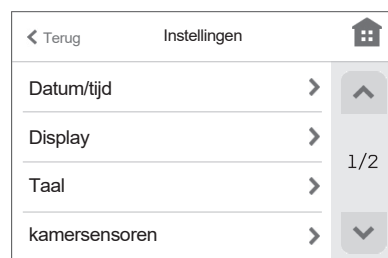 Terug
Instellingen
Datum/tijd
Display
1/2
Taal
kamersensoren